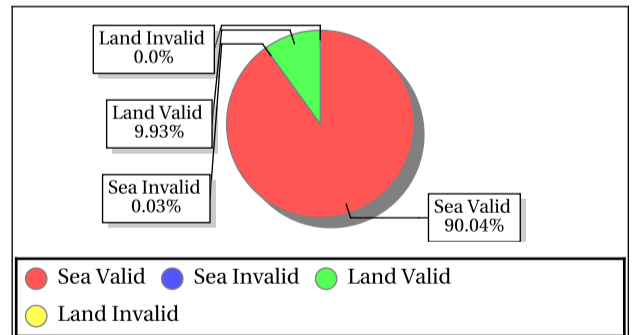 Land Invalid
0.0%
Land Valid
9.93%
Sea Invalid
0.03%
Sea Valid
90.04%
Sea Valid Sea Invalid Land Valid
Land Invalid